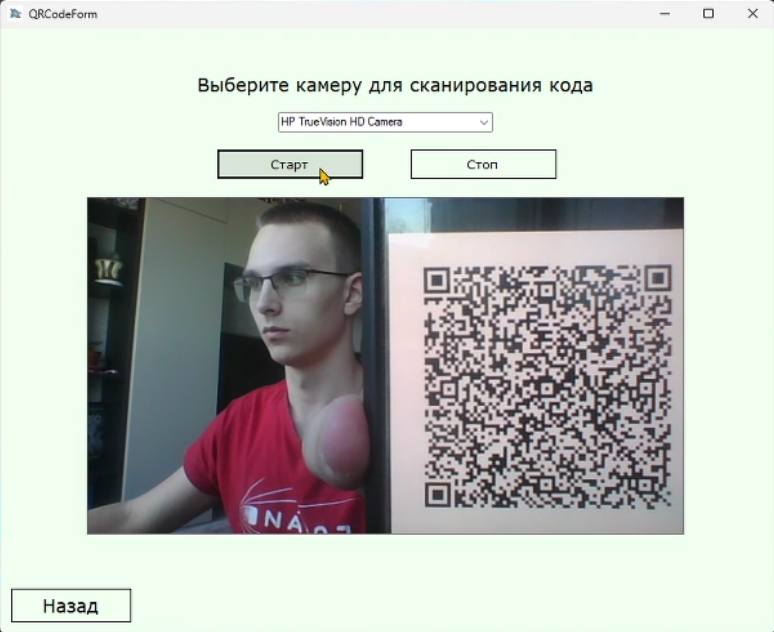 QRCodeForm
Выберите камеру для сканирования кода
HP TrueVision HD Camera
Старт
Стоп
Назад